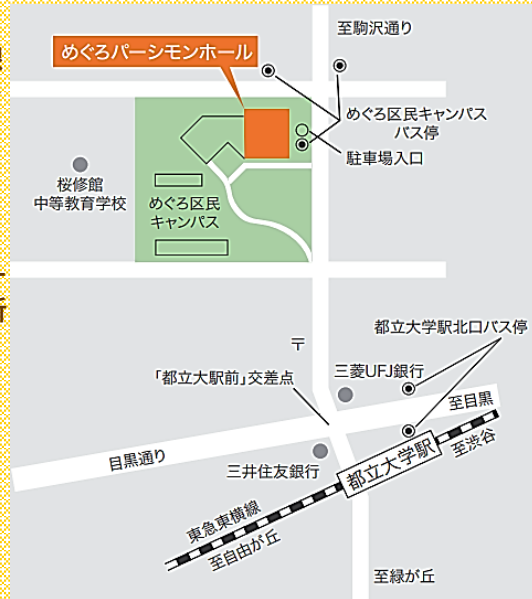 至駒沢通り
めぐろパーシモンホール
めぐろ区民キャンパス
バス停
駐車場入口
桜修館
中等教育学校
めぐろ区民
キャンパス
都立大学駅北口バス停
〒
三菱UFJ銀行
「都立大駅前」交差点
至目黒
目黒通り
三井住友銀行
都立大学駅
至渋谷
東急東横線
至自由が丘
至緑が丘